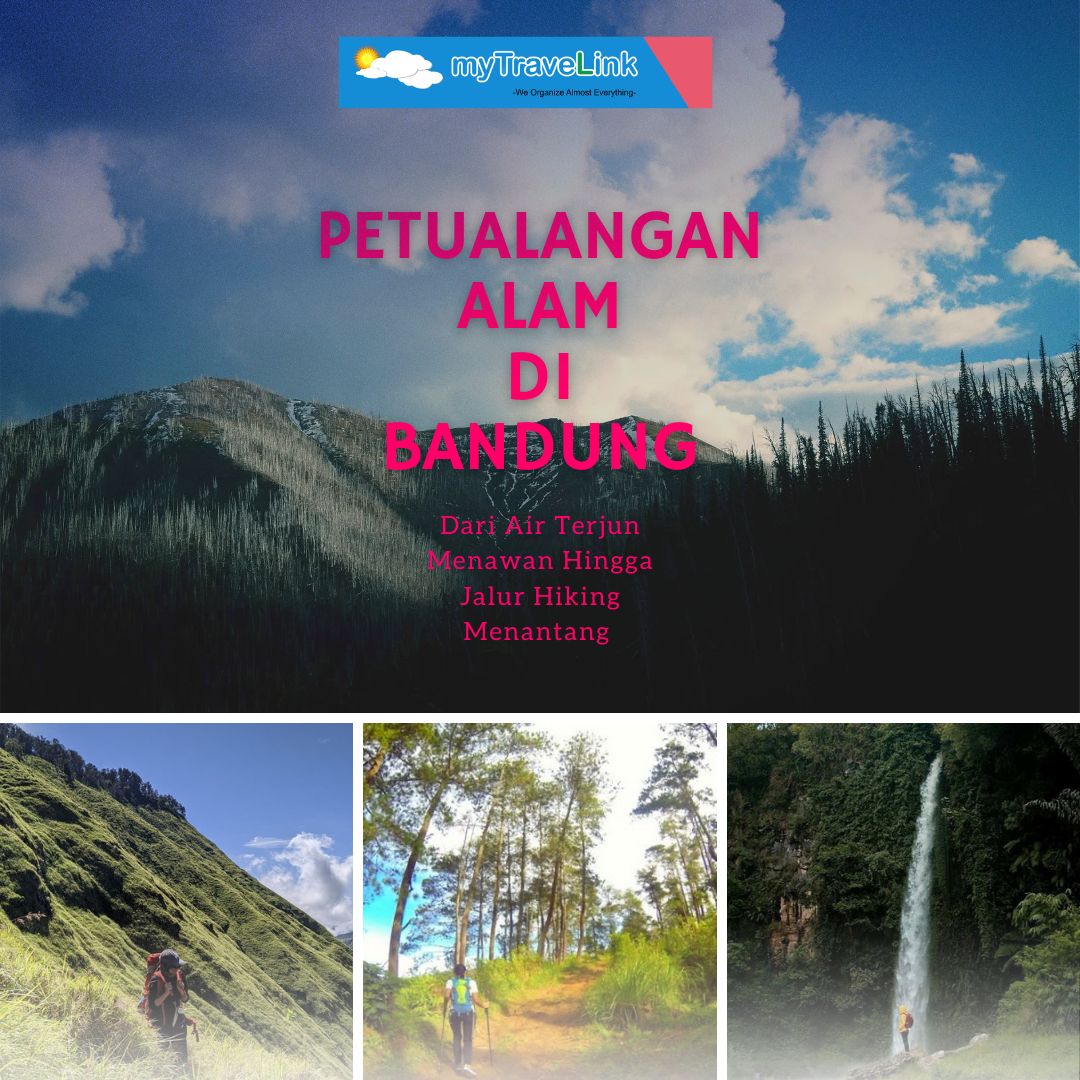 myTraveLink
-We Organize Almost Everything-
PETUALANGAN
ALAM
DI
BANDUNG
Dari Air Terjun
Menawan Hingga
Jalur Hiking
Menantang